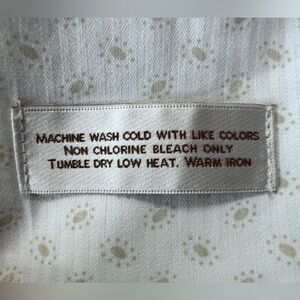 MACHINE WASH COLD WITH LIKE COLORS
NON CHLORINE BLEACH ONLY
TUMBLE DRY LOW HEAT. WARM IRON